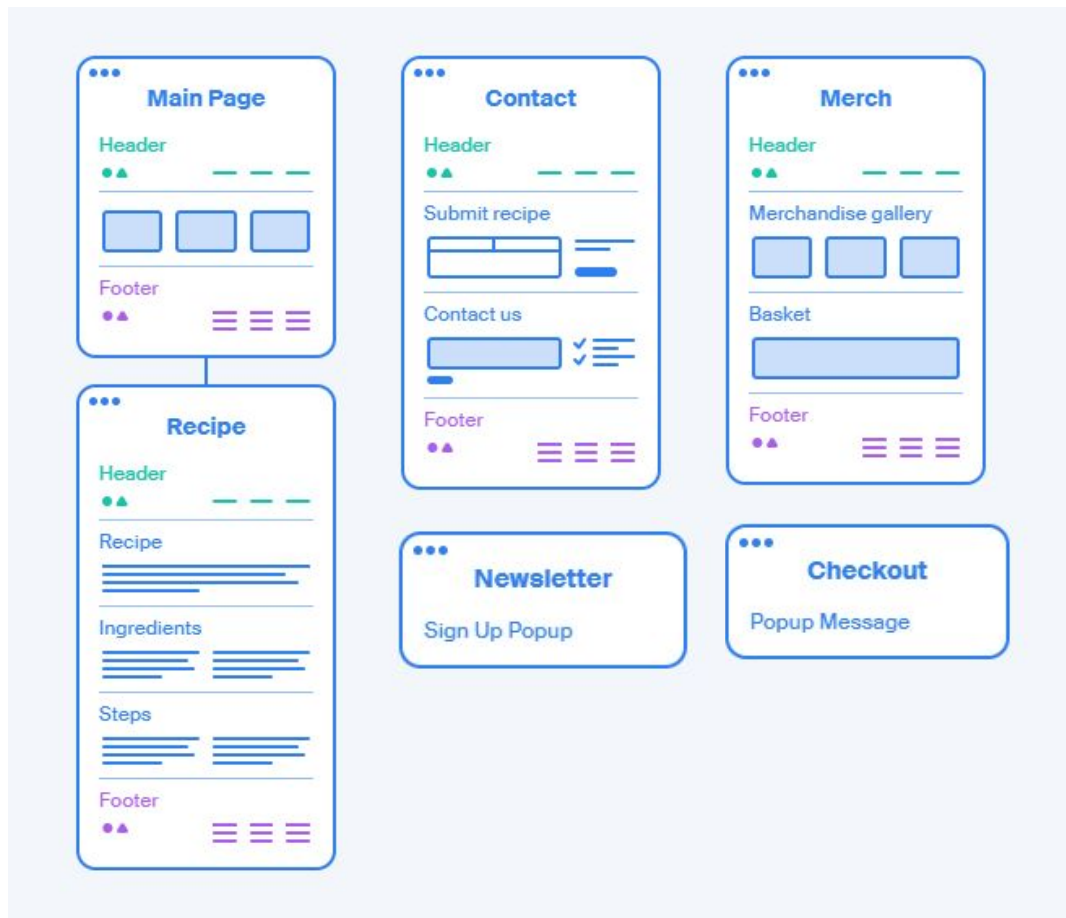 Main Page
Header
Footer
Recipe
Header
Recipe
Ingredients
Steps
Footer
Contact
Header
Submit recipe
Contact us
Footer
Newsletter
Sign Up Popup
Merch
Header
Merchandise gallery
Basket
Footer
Checkout
Popup Message